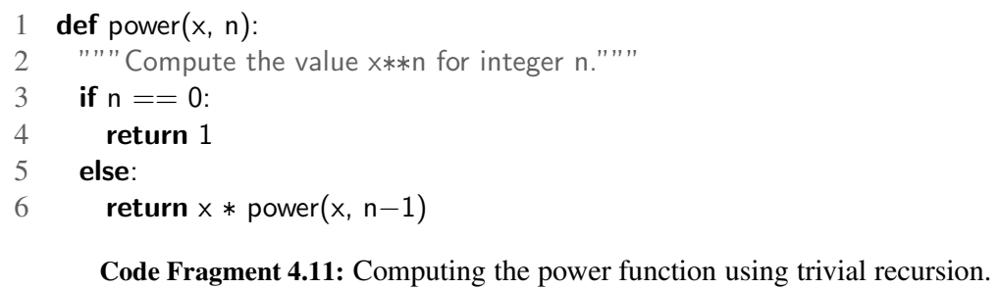 1 def power(x, n):
2 """Compute the value x**n for integer n."""
3 if n == 0:
4 return 1
5 else:
6 return x * power(x, n−1)
Code Fragment 4.11: Computing the power function using trivial recursion.